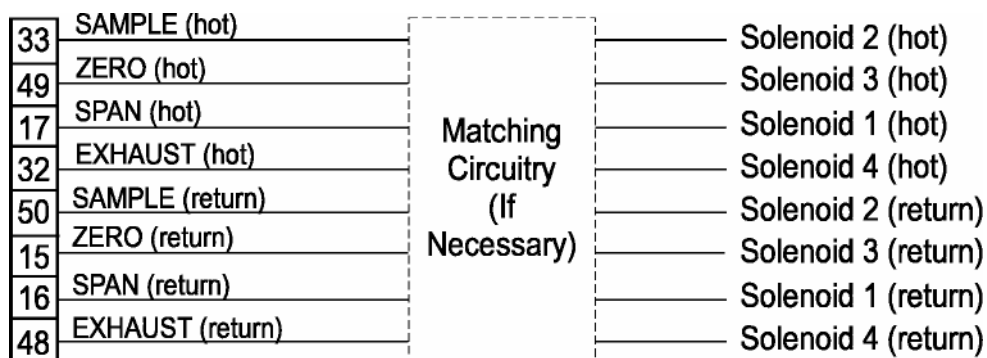 33 SAMPLE (hot) Solenoid 2 (hot)
49 ZERO (hot) Solenoid 3 (hot)
17 SPAN (hot) Solenoid 1 (hot)
32 EXHAUST (hot) Solenoid 4 (hot)
50 SAMPLE (return) Solenoid 2 (return)
15 ZERO (return) Solenoid 3 (return)
16 SPAN (return) Solenoid 1 (return)
48 EXHAUST (return) Solenoid 4 (return)
Matching
Circuitry
(If
Necessary)